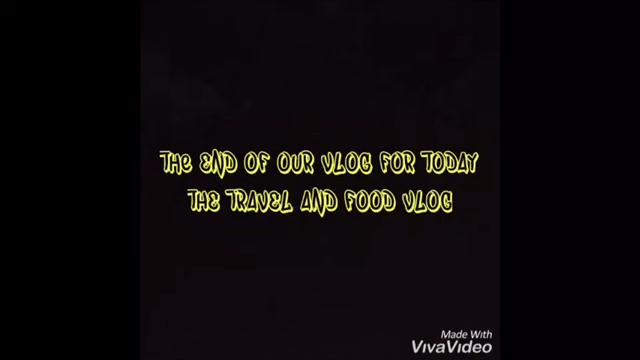 THE END OF OUR VLOG FOR TODAY
THE TRAVEL AND FOOD VLOG
Made With
VivaVideo